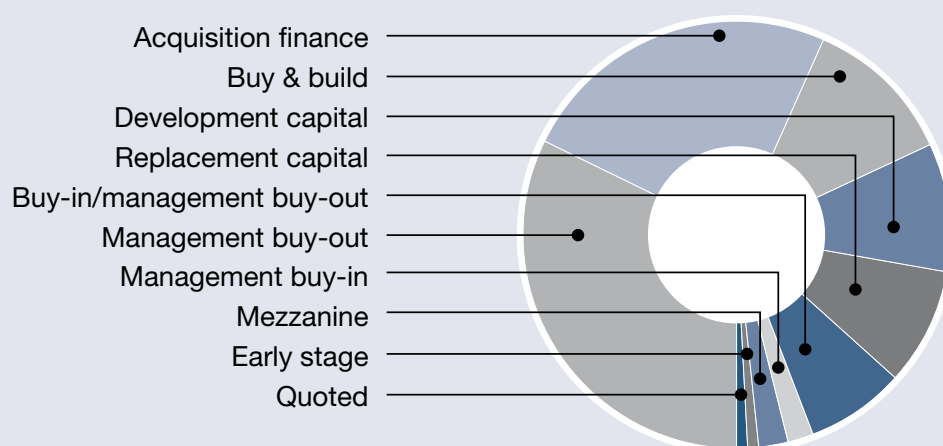 Acquisition finance
Buy & build
Development capital
Replacement capital
Buy-in/management buy-out
Management buy-out
Management buy-in
Mezzanine
Early stage
Quoted